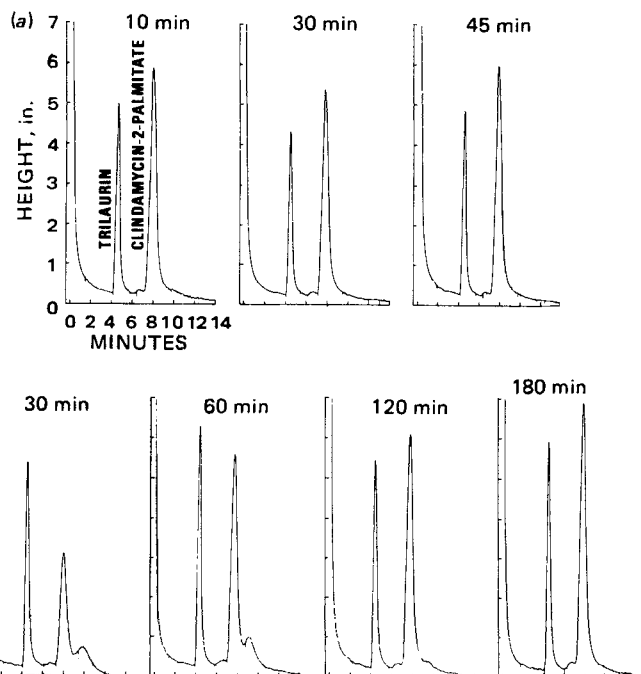 (a)
10 min
30 min
45 min
7
6
5
4
3
2
1
0
HEIGHT, in.
TRILAURIN
CLINDAMYCIN-2-PALMITATE
0 2 4 6 8 10 12 14
MINUTES
30 min
60 min
120 min
180 min